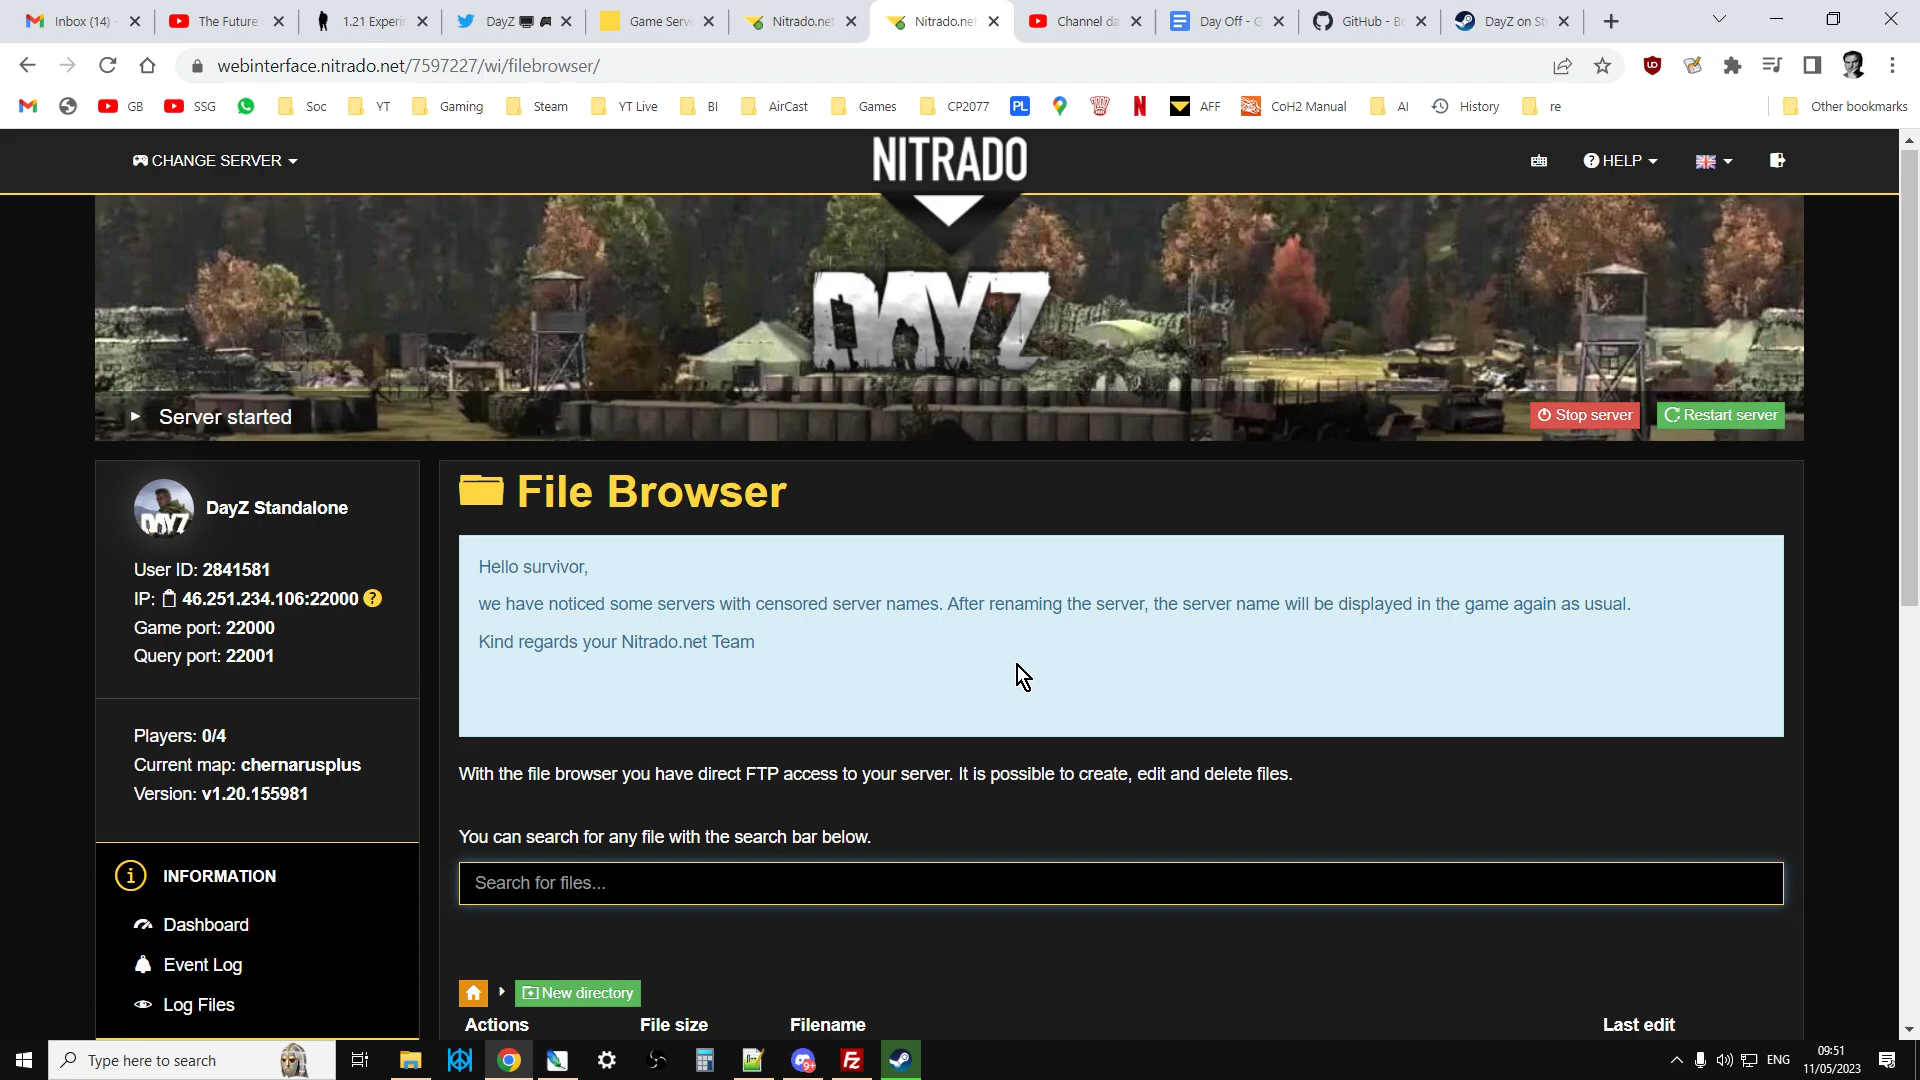 Inbox (14) -
The Future
1.21 Experi
DayZ
Game Serv
Nitrado.net
Nitrado.net
Channel da
Day Off - G
GitHub - Bo
DayZ on St
webinterface.nitrado.net/7597227/wi/filebrowser/
GB
SSG
Soc
YT
Gaming
Steam
YT Live
BI
AirCast
Games
CP2077
PL
N
AFF
CoH2 Manual
AI
History
re
Other bookmarks
CHANGE SERVER
NITRADO
HELP
DAYZ
Server started
Stop server
Restart server
DAYZ
DayZ Standalone
User ID: 2841581
IP: 46.251.234.106:22000 ?
Game port: 22000
Query port: 22001
Players: 0/4
Current map: chernarusplus
Version: v1.20.155981
INFORMATION
Dashboard
Event Log
Log Files
File Browser
Hello survivor,
we have noticed some servers with censored server names. After renaming the server, the server name will be displayed in the game again as usual.
Kind regards your Nitrado.net Team
With the file browser you have direct FTP access to your server. It is possible to create, edit and delete files.
You can search for any file with the search bar below.
Search for files...
New directory
Actions
File size
Filename
Last edit
Type here to search
9+
Fz
ENG
09:51
11/05/2023